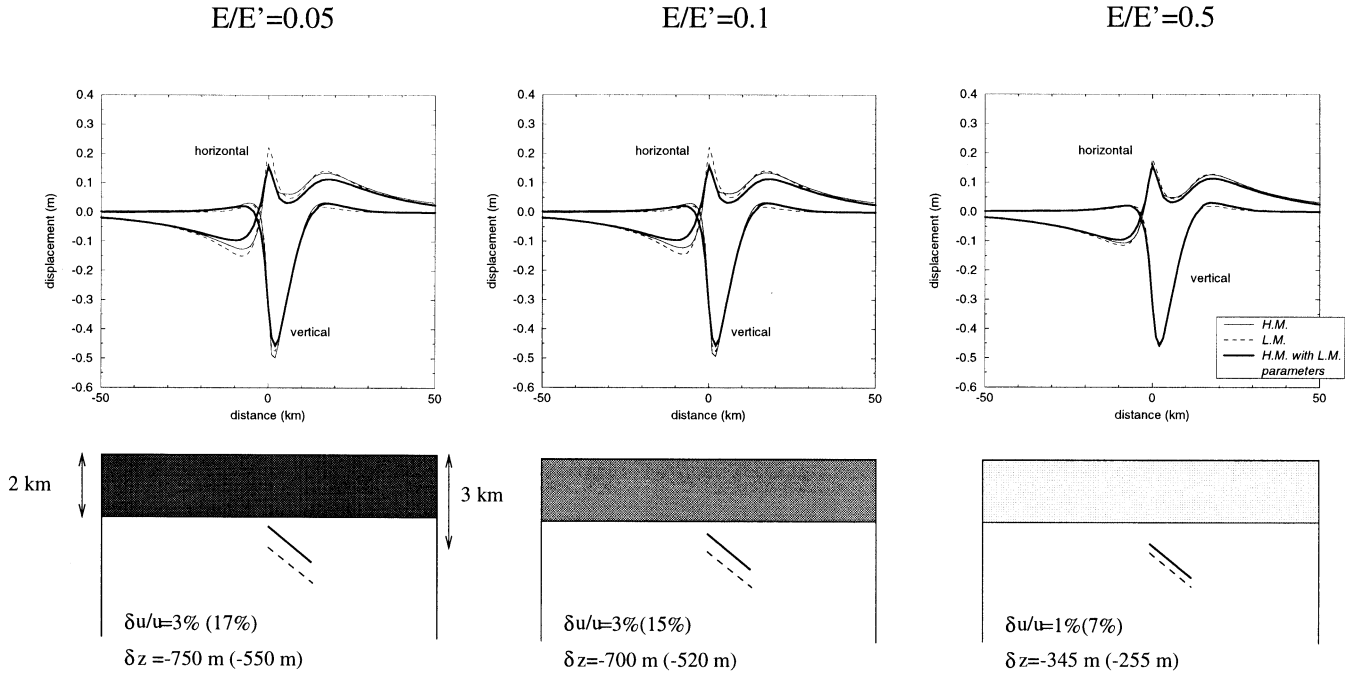 E/E'=0.05
E/E'=0.1
E/E'=0.5
0.4
0.3
0.2
0.1
0.0
-0.1
-0.2
-0.3
-0.4
-0.5
-0.6
displacement (m)
horizontal
vertical
-50
0
50
distance (km)
0.4
0.3
0.2
0.1
0.0
-0.1
-0.2
-0.3
-0.4
-0.5
-0.6
displacement (m)
horizontal
vertical
-50
0
50
distance (km)
0.4
0.3
0.2
0.1
0.0
-0.1
-0.2
-0.3
-0.4
-0.5
-0.6
displacement (m)
horizontal
vertical
H.M.
L.M.
H.M. with L.M.
parameters
-50
0
50
distance (km)
2 km
3 km
δu/u=3% (17%)
δz =-750 m (-550 m)
δu/u=3%(15%)
δz=-700 m (-520 m)
δu/u=1%(7%)
δz=-345 m (-255 m)